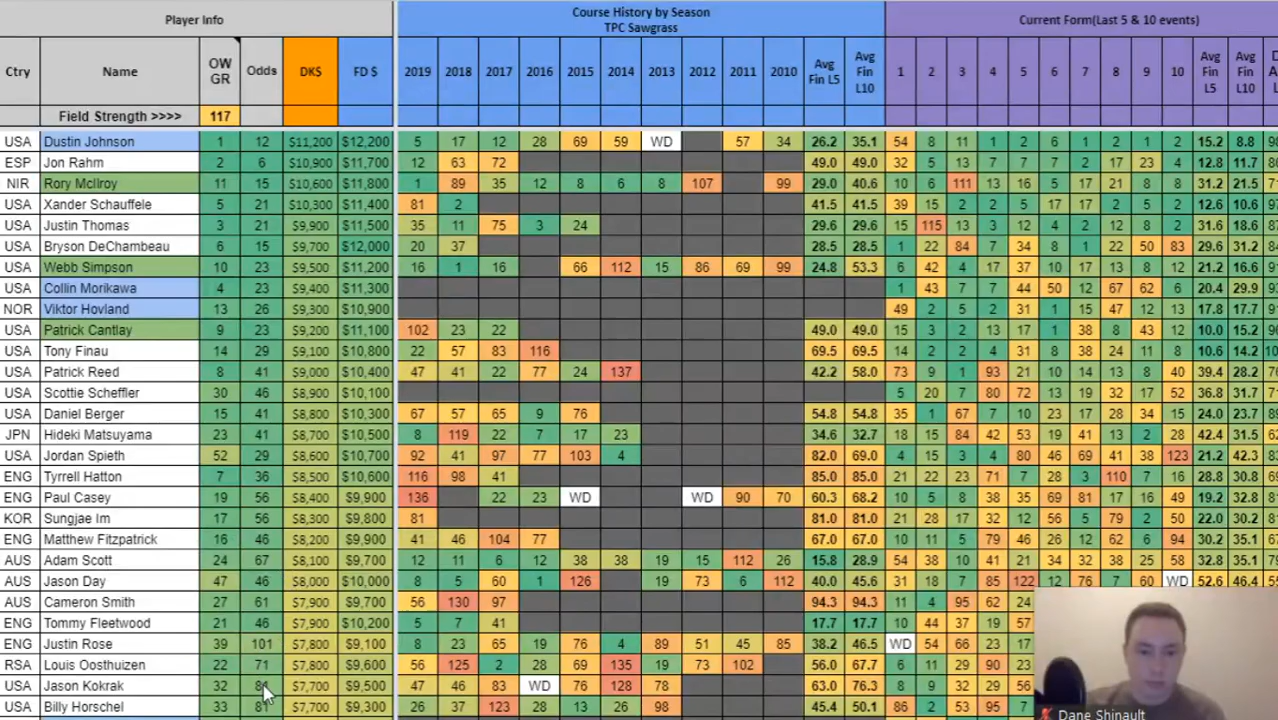 Player Info
Course History by Season
TPC Sawgrass
Current Form(Last 5 & 10 events)
Ctry Name OW GR Odds DK$ FD $ 2019 2018 2017 2016 2015 2014 2013 2012 2011 2010 Avg Fin L5 Avg Fin L10 1 2 3 4 5 6 7 8 9 10 Avg Fin L5 Avg Fin L10
Field Strength >>>> 117
USA Dustin Johnson 1 12 $11,200 $12,200 5 17 12 28 69 59 WD 57 34 26.2 35.1 54 8 11 1 2 6 1 2 1 2 15.2 8.8
ESP Jon Rahm 2 6 $10,900 $11,700 12 63 72 49.0 49.0 32 5 13 7 7 7 2 17 23 4 12.8 11.7
NIR Rory McIlroy 11 15 $10,600 $11,800 1 89 35 12 8 6 8 107 99 29.0 40.6 10 6 111 13 16 5 17 21 8 8 31.2 21.5
USA Xander Schauffele 5 21 $10,300 $11,400 81 2 41.5 41.5 39 15 2 2 5 17 17 2 5 2 12.6 10.6
USA Justin Thomas 3 21 $9,900 $11,500 35 11 75 3 24 29.6 29.6 15 115 13 3 12 4 2 12 8 2 31.6 18.6
USA Bryson DeChambeau 6 15 $9,700 $12,000 20 37 28.5 28.5 1 22 84 7 34 8 1 22 50 83 29.6 31.2
USA Webb Simpson 10 23 $9,500 $11,200 16 1 16 66 112 15 86 69 99 24.8 53.3 6 42 4 17 37 10 17 13 8 12 21.2 16.6
USA Collin Morikawa 4 23 $9,400 $11,300 1 43 7 7 44 50 12 67 62 6 20.4 29.9
NOR Viktor Hovland 13 26 $9,300 $10,900 49 2 5 2 31 1 15 47 12 13 17.8 17.7
USA Patrick Cantlay 9 23 $9,200 $11,100 102 23 22 49.0 49.0 15 3 2 13 17 1 38 8 43 12 10.0 15.2
USA Tony Finau 14 29 $9,100 $10,800 22 57 83 116 69.5 69.5 14 2 2 4 31 8 38 24 11 8 10.6 14.2
USA Patrick Reed 8 41 $9,000 $10,400 47 41 22 77 24 137 42.2 58.0 73 9 1 93 21 10 14 13 8 40 39.4 28.2
USA Scottie Scheffler 30 46 $8,900 $10,100 5 20 7 80 72 37 13 19 32 52 36.8 31.7
USA Daniel Berger 15 41 $8,800 $10,300 67 57 65 9 76 54.8 54.8 35 1 67 7 10 23 17 28 34 15 24.0 23.7
JPN Hideki Matsuyama 23 41 $8,700 $10,500 8 119 22 7 17 23 34.6 32.7 18 15 84 42 53 19 41 13 2 28 42.4 31.5
USA Jordan Spieth 52 29 $8,600 $10,700 92 41 97 77 103 4 82.0 69.0 4 15 3 4 80 46 69 41 38 123 21.2 42.3
ENG Tyrrell Hatton 7 36 $8,500 $10,600 116 98 41 85.0 85.0 21 22 23 71 7 28 3 110 7 16 28.8 30.8
ENG Paul Casey 19 56 $8,400 $9,900 136 22 23 WD WD 90 70 60.3 68.2 10 5 8 38 35 69 81 17 16 49 19.2 32.8
KOR Sungjae Im 17 56 $8,300 $9,800 81 81.0 81.0 21 28 17 32 12 56 5 79 2 50 22.0 30.2
ENG Matthew Fitzpatrick 16 46 $8,200 $9,900 41 46 104 77 67.0 67.0 10 11 5 79 46 26 12 62 6 94 30.2 35.1
AUS Adam Scott 24 67 $8,100 $9,700 12 11 6 12 38 38 19 15 112 26 15.8 28.9 54 38 10 41 21 34 32 38 25 58 32.8 35.1
AUS Jason Day 47 46 $8,000 $10,000 8 5 60 1 126 19 73 6 112 40.0 45.6 31 18 7 85 122 12 76 7 60 WD 52.6 46.4
AUS Cameron Smith 27 61 $7,900 $9,700 56 130 97 94.3 94.3 11 4 95 62 24
ENG Tommy Fleetwood 21 46 $7,900 $10,200 5 7 41 17.7 17.7 10 44 37 19 57
ENG Justin Rose 39 101 $7,800 $9,100 8 23 65 19 76 4 89 51 45 85 38.2 46.5 WD 54 66 23 17
RSA Louis Oosthuizen 22 71 $7,800 $9,600 56 125 2 28 69 135 19 73 102 56.0 67.7 6 11 29 90 23
USA Jason Kokrak 32 $7,700 $9,500 47 46 83 WD 76 128 78 63.0 76.3 8 9 32 29 56
USA Billy Horschel 33 81 $7,700 $9,300 26 37 123 28 13 26 98 45.4 50.1 86 2 53 95 7
Dane Shinault